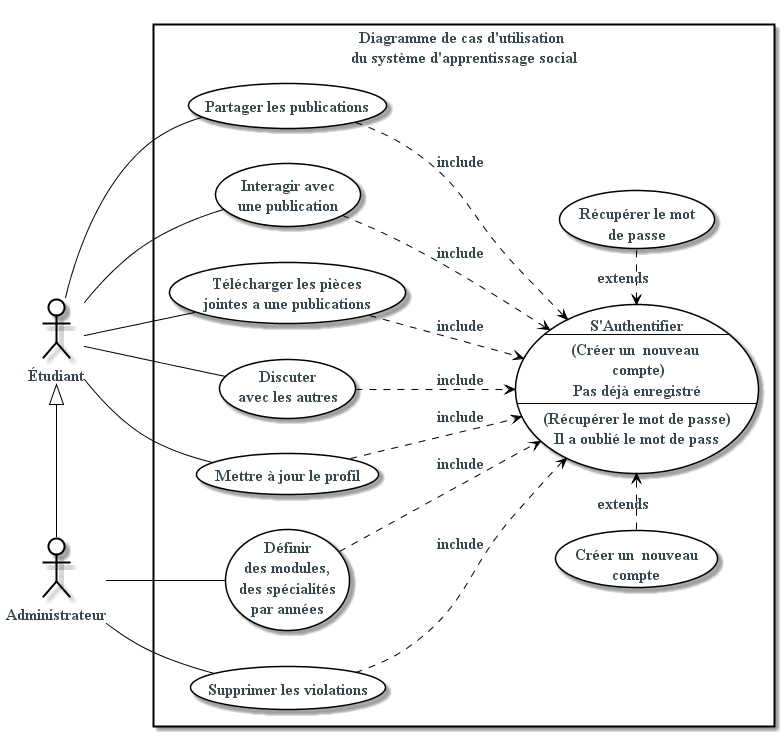 Diagramme de cas d'utilisation
du système d'apprentissage social
Partager les publications
include
Interagir avec
une publication
include
Récupérer le mot
de passe
extends
Télécharger les pièces
jointes a une publications
include
S'Authentifier
(Créer un nouveau
compte)
Pas déjà enregistré
(Récupérer le mot de passe)
Il a oublié le mot de pass
Étudiant
Discuter
avec les autres
include
Mettre à jour le profil
include
include
extends
Définir
des modules,
des spécialités
par années
include
Créer un nouveau
compte
Administrateur
Supprimer les violations